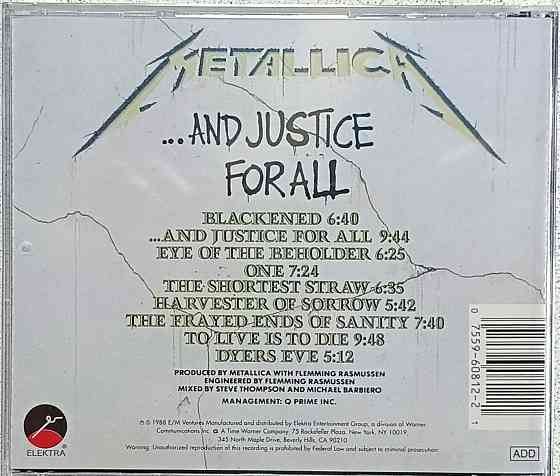 METALLICA
...AND JUSTICE
FOR ALL
BLACKENED 6:40
...AND JUSTICE FOR ALL 9:44
EYE OF THE BEHOLDER 6:25
ONE 7:24
THE SHORTEST STRAW 6:35
HARVESTER OF SORROW 5:42
THE FRAYED ENDS OF SANITY 7:40
TO LIVE IS TO DIE 9:48
DYERS EVE 5:12
PRODUCED BY METALLICA WITH FLEMMING RASMUSSEN
ENGINEERED BY FLEMMING RASMUSSEN
MIXED BY STEVE THOMPSON AND MICHAEL BARBIERO
MANAGEMENT: Q PRIME INC.
℗ © 1988 E/M Ventures Manufactured and distributed by Elektra Entertainment Group, a division of Warner
Communications Inc. A Time Warner Company. 75 Rockefeller Plaza, New York, NY 10019.
345 North Maple Drive, Beverly Hills, CA 90210
Warning: Unauthorized reproduction of this recording is prohibited by Federal Law and subject to criminal prosecution.
ELEKTRA®
0 7559-60812-2 1
ADD